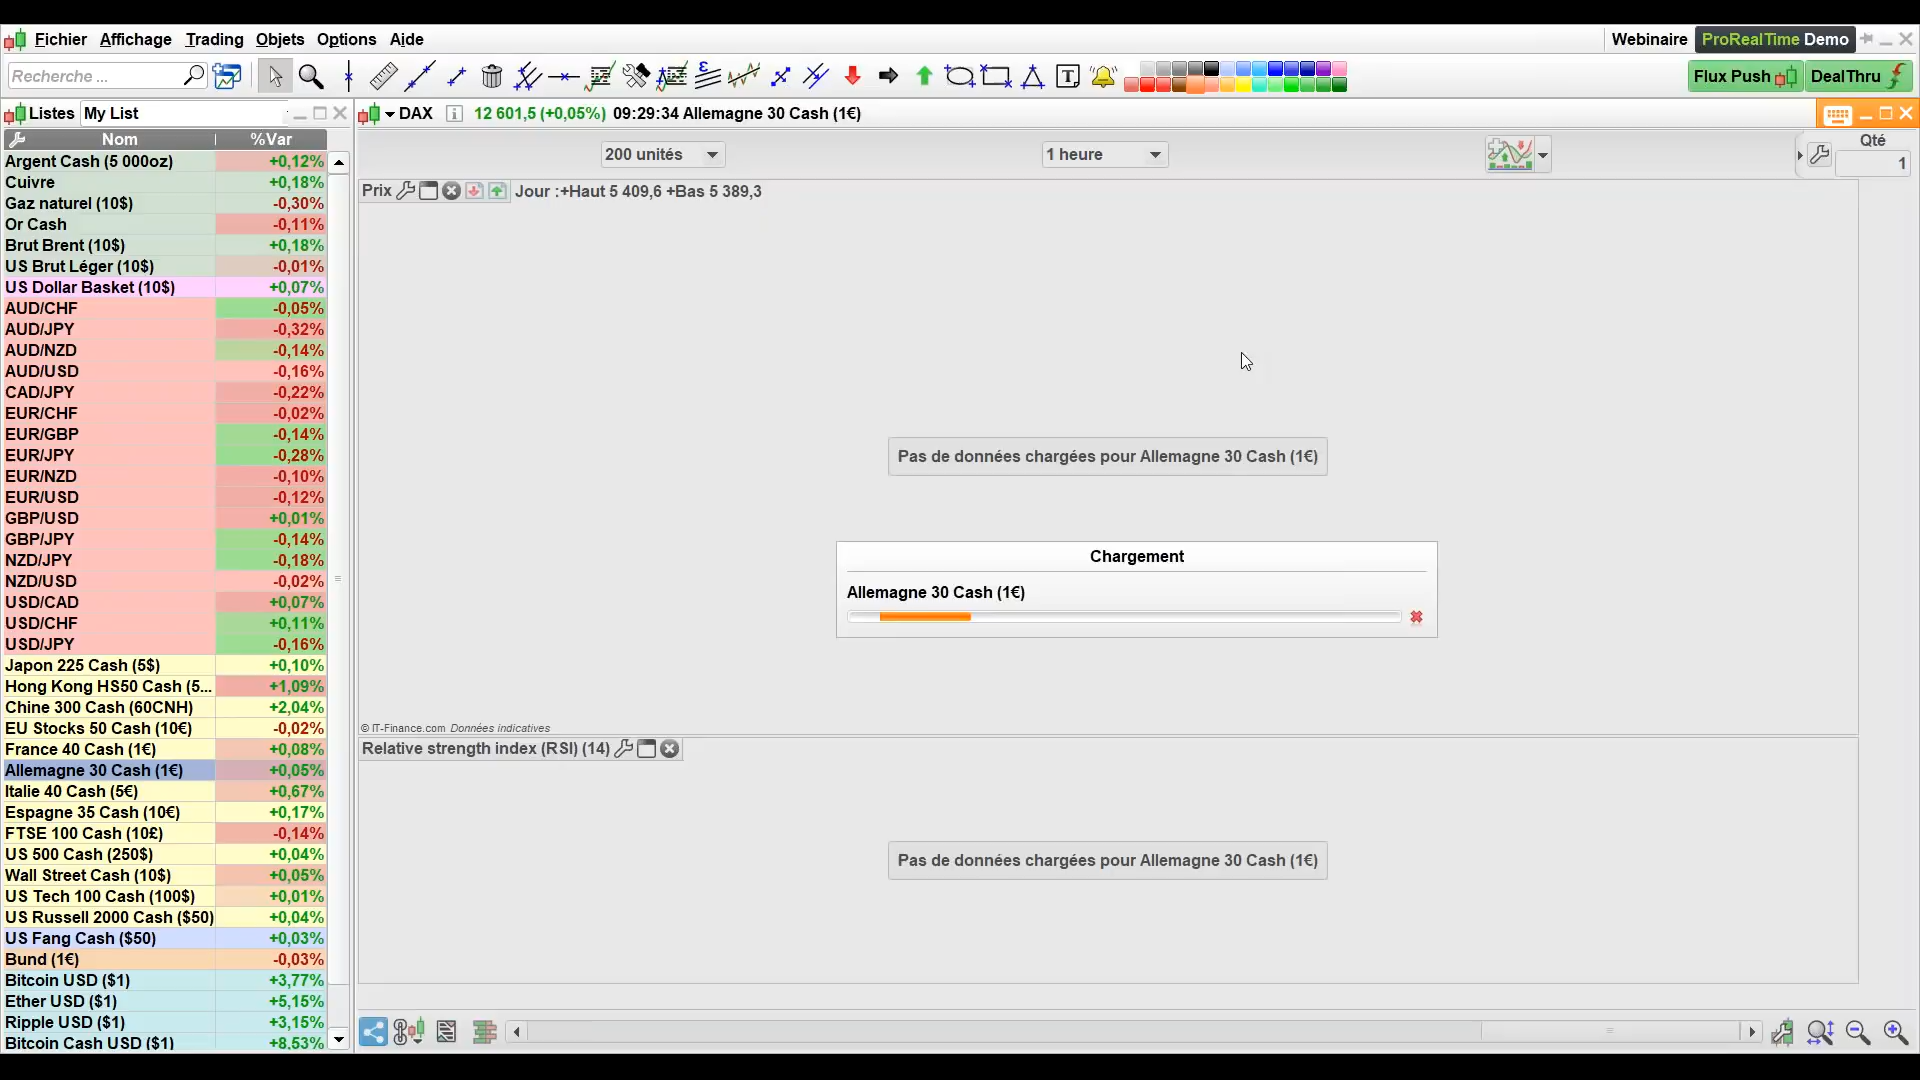 Fichier Affichage Trading Objets Options Aide
Webinaire ProRealTime Demo
Recherche ...
Flux Push DealThru
Listes My List
DAX 12 601,5 (+0,05%) 09:29:34 Allemagne 30 Cash (1€)
Nom %Var
200 unités
1 heure
Qté
1
Argent Cash (5 000oz) +0,12%
Cuivre +0,18%
Gaz naturel (10$) -0,30%
Or Cash -0,11%
Brut Brent (10$) +0,18%
US Brut Léger (10$) -0,01%
US Dollar Basket (10$) +0,07%
AUD/CHF -0,05%
AUD/JPY -0,32%
AUD/NZD -0,14%
AUD/USD -0,16%
CAD/JPY -0,22%
EUR/CHF -0,02%
EUR/GBP -0,14%
EUR/JPY -0,28%
EUR/NZD -0,10%
EUR/USD -0,12%
GBP/USD +0,01%
GBP/JPY -0,14%
NZD/JPY -0,18%
NZD/USD -0,02%
USD/CAD +0,07%
USD/CHF +0,11%
USD/JPY -0,16%
Japon 225 Cash (5$) +0,10%
Hong Kong HS50 Cash (5... +1,09%
Chine 300 Cash (60CNH) +2,04%
EU Stocks 50 Cash (10€) -0,02%
France 40 Cash (1€) +0,08%
Allemagne 30 Cash (1€) +0,05%
Italie 40 Cash (5€) +0,67%
Espagne 35 Cash (10€) +0,17%
FTSE 100 Cash (10£) -0,14%
US 500 Cash (250$) +0,04%
Wall Street Cash (10$) +0,05%
US Tech 100 Cash (100$) +0,01%
US Russell 2000 Cash ($50) +0,04%
US Fang Cash ($50) +0,03%
Bund (1€) -0,03%
Bitcoin USD ($1) +3,77%
Ether USD ($1) +5,15%
Ripple USD ($1) +3,15%
Bitcoin Cash USD ($1) +8,53%
Prix Jour :+Haut 5 409,6 +Bas 5 389,3
Pas de données chargées pour Allemagne 30 Cash (1€)
Chargement
Allemagne 30 Cash (1€)
© IT-Finance.com Données indicatives
Relative strength index (RSI) (14)
Pas de données chargées pour Allemagne 30 Cash (1€)